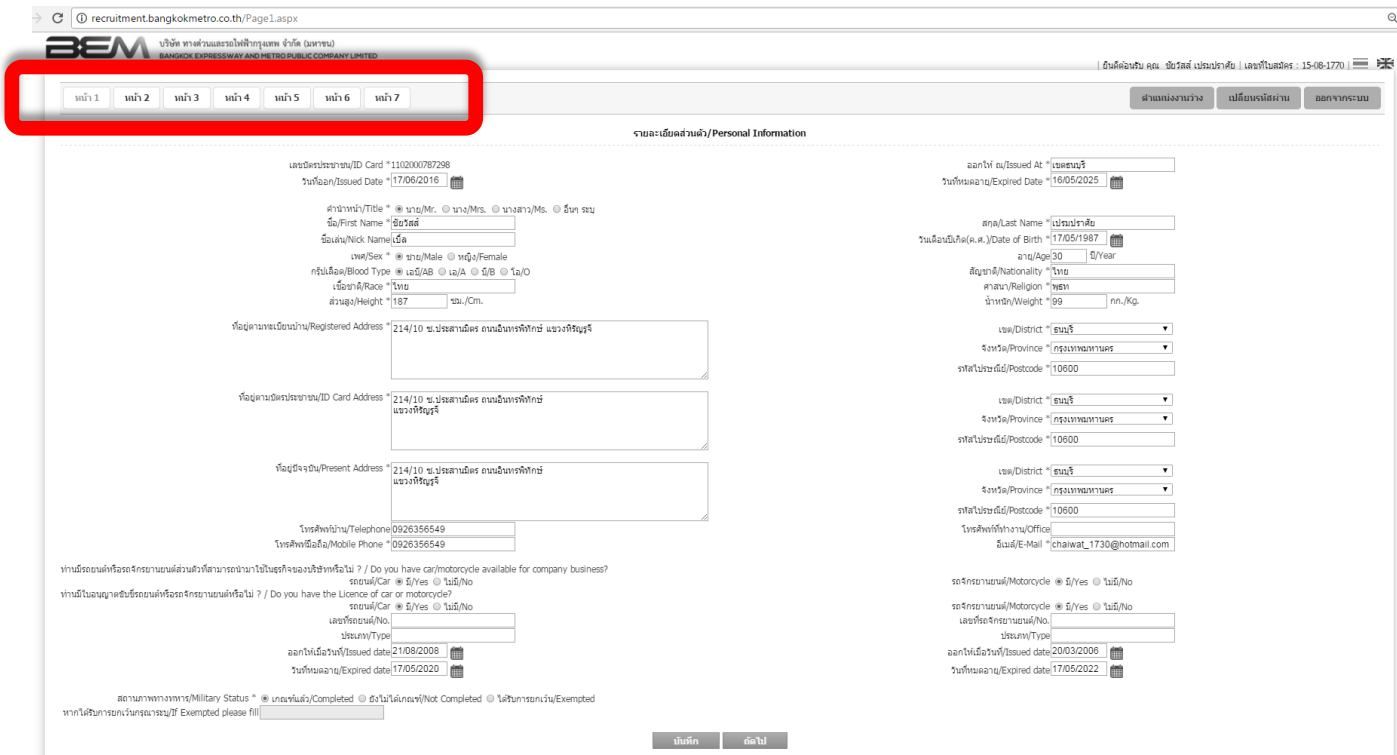 recruitment.bangkokmetro.co.th/Page1.aspx
BEM บริษัท ทางด่วนและรถไฟฟ้ากรุงเทพ จำกัด (มหาชน)
BANGKOK EXPRESSWAY AND METRO PUBLIC COMPANY LIMITED
| ยินดีต้อนรับ คุณ ชัยวัสส์ เปรมปราศัย | เลขที่ใบสมัคร : 15-08-1770 |
หน้า 1 หน้า 2 หน้า 3 หน้า 4 หน้า 5 หน้า 6 หน้า 7 ตำแหน่งงานว่าง เปลี่ยนรหัสผ่าน ออกจากระบบ
รายละเอียดส่วนตัว/Personal Information
เลขบัตรประชาชน/ID Card *1102000787298 ออกให้ ณ/Issued At * เขตธนบุรี
วันที่ออก/Issued Date * 17/06/2016 วันที่หมดอายุ/Expired Date * 16/05/2025
คำนำหน้า/Title * นาย/Mr. นาง/Mrs. นางสาว/Ms. อื่นๆ ระบุ
ชื่อ/First Name * ชัยวัสส์ สกุล/Last Name * เปรมปราศัย
ชื่อเล่น/Nick Name เบิ้ล วันเดือนปีเกิด(ค.ศ.)/Date of Birth * 17/05/1987
เพศ/Sex * ชาย/Male หญิง/Female อายุ/Age 30 ปี/Year
กรุ๊ปเลือด/Blood Type เอบี/AB เอ/A บี/B โอ/O สัญชาติ/Nationality * ไทย
เชื้อชาติ/Race * ไทย ศาสนา/Religion * พุธท
ส่วนสูง/Height * 187 ซม./Cm. น้ำหนัก/Weight * 99 กก./Kg.
ที่อยู่ตามทะเบียนบ้าน/Registered Address * 214/10 ซ.ประสานมิตร ถนนอินทรพิทักษ์ แขวงหิรัญรูจี เขต/District * ธนบุรี
จังหวัด/Province * กรุงเทพมหานคร
รหัสไปรษณีย์/Postcode * 10600
ที่อยู่ตามบัตรประชาชน/ID Card Address * 214/10 ซ.ประสานมิตร ถนนอินทรพิทักษ์ เขต/District * ธนบุรี
แขวงหิรัญรูจี
จังหวัด/Province * กรุงเทพมหานคร
รหัสไปรษณีย์/Postcode * 10600
ที่อยู่ปัจจุบัน/Present Address * 214/10 ซ.ประสานมิตร ถนนอินทรพิทักษ์ เขต/District * ธนบุรี
แขวงหิรัญรูจี
จังหวัด/Province * กรุงเทพมหานคร
รหัสไปรษณีย์/Postcode * 10600
โทรศัพท์บ้าน/Telephone 0926356549 โทรศัพท์ที่ทำงาน/Office
โทรศัพท์มือถือ/Mobile Phone * 0926356549 อีเมล์/E-Mail * chaiwat_1730@hotmail.com
ท่านมีรถยนต์หรือรถจักรยานยนต์ส่วนตัวที่สามารถนำมาใช้ในธุรกิจของบริษัทหรือไม่ ? / Do you have car/motorcycle available for company business?
รถยนต์/Car มี/Yes ไม่มี/No รถจักรยานยนต์/Motorcycle มี/Yes ไม่มี/No
ท่านมีใบอนุญาตขับขี่รถยนต์หรือรถจักรยานยนต์หรือไม่ ? / Do you have the Licence of car or motorcycle?
รถยนต์/Car มี/Yes ไม่มี/No รถจักรยานยนต์/Motorcycle มี/Yes ไม่มี/No
เลขที่รถยนต์/No. เลขที่รถจักรยานยนต์/No.
ประเภท/Type ประเภท/Type
ออกให้เมื่อวันที่/Issued date 21/08/2008 ออกให้เมื่อวันที่/Issued date 20/03/2006
วันที่หมดอายุ/Expired date 17/05/2020 วันที่หมดอายุ/Expired date 17/05/2022
สถานภาพทางทหาร/Military Status * เกณฑ์แล้ว/Completed ยังไม่ได้เกณฑ์/Not Completed ได้รับการยกเว้น/Exempted
หากได้รับการยกเว้นกรุณาระบุ/If Exempted please fill
บันทึก ถัดไป